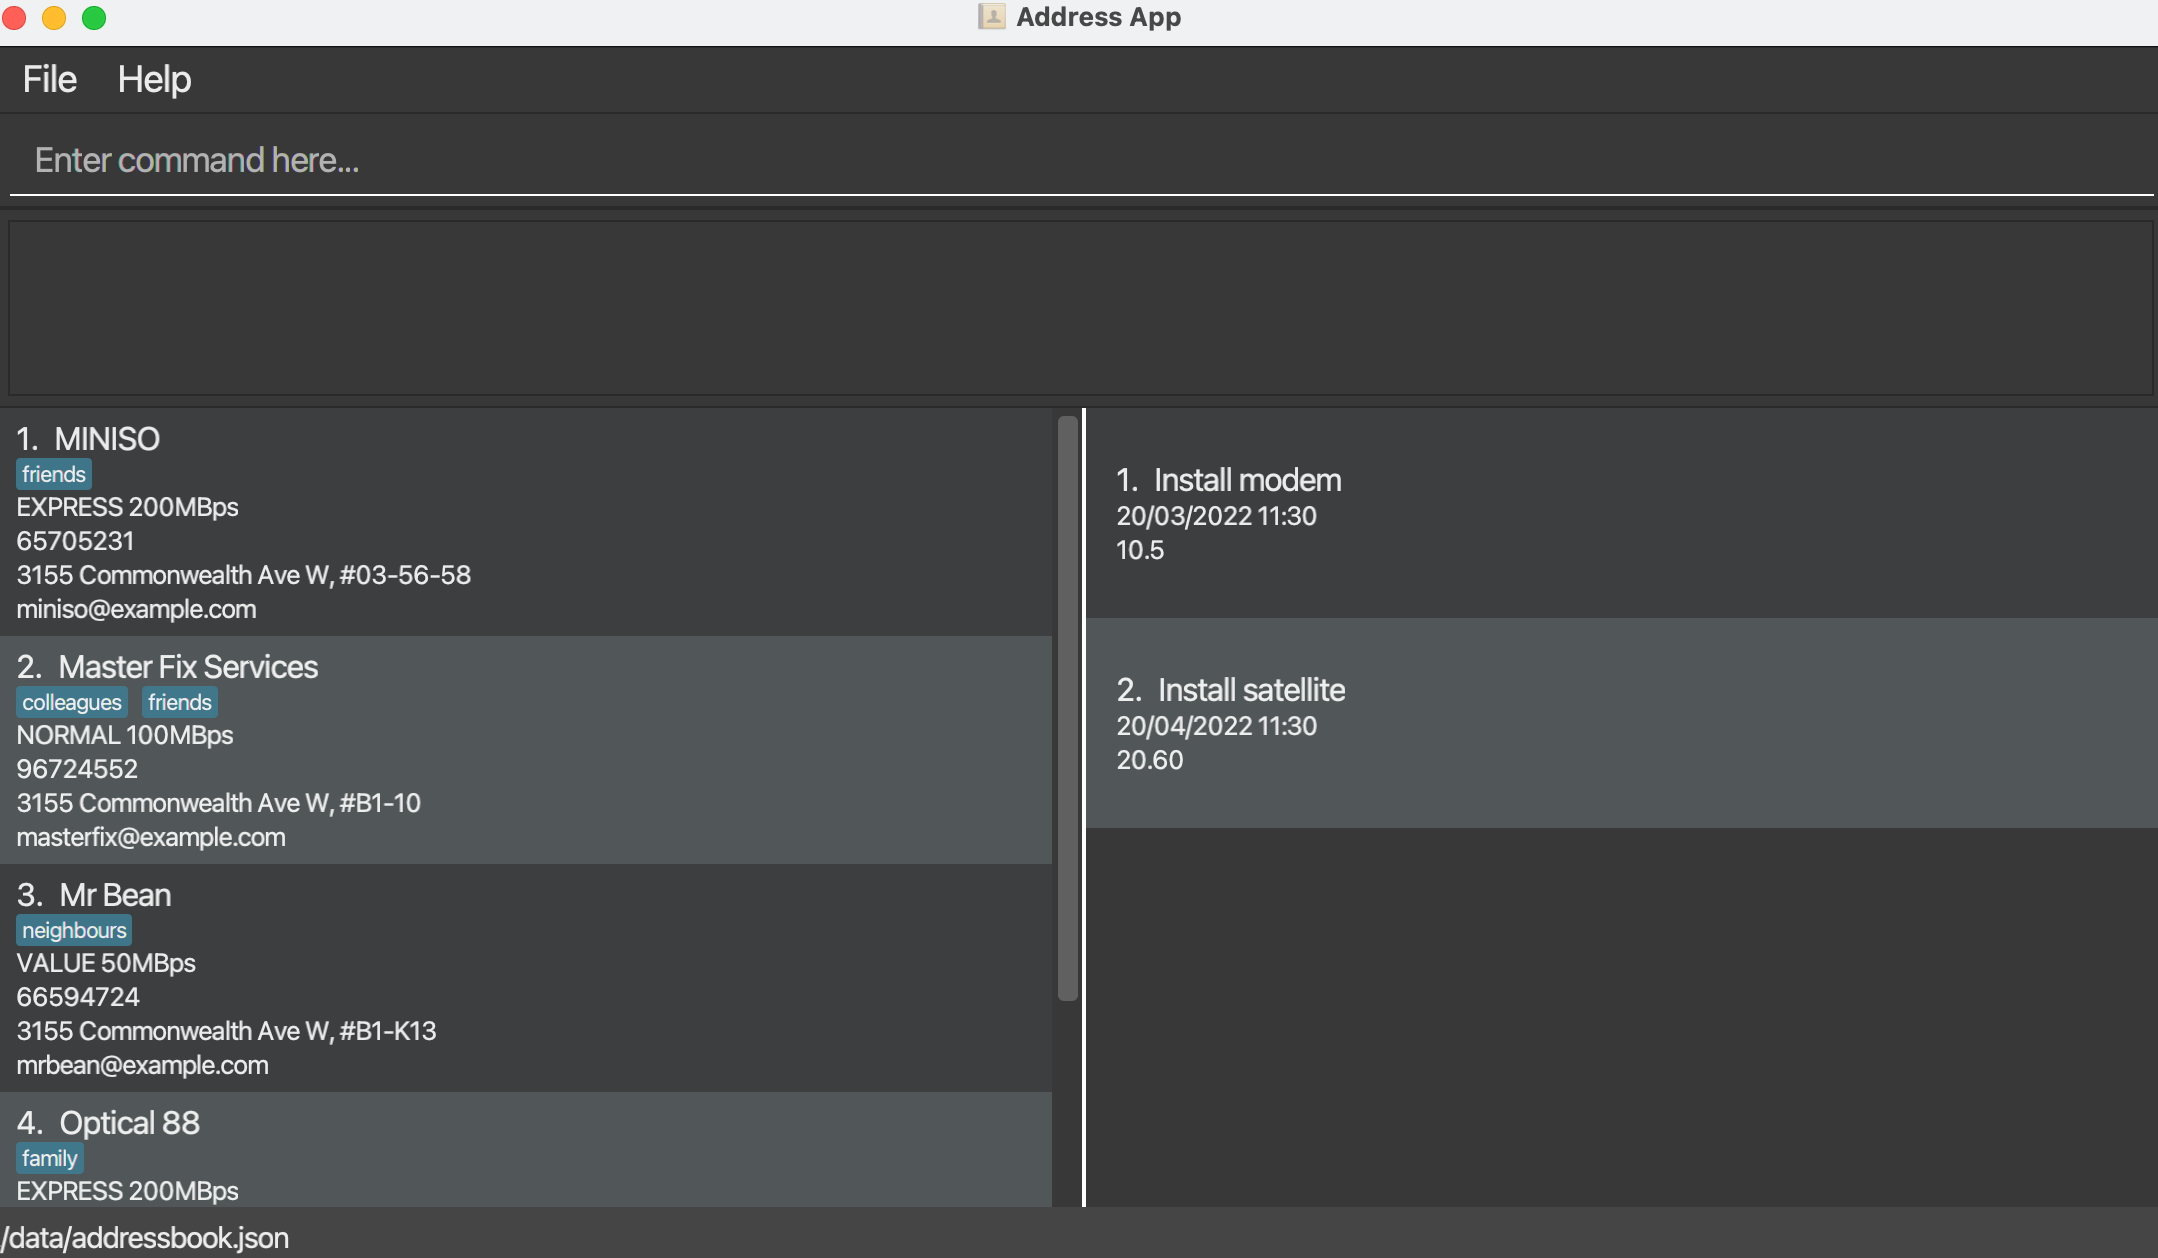 Address App
File Help
Enter command here...
1. MINISO
friends
EXPRESS 200MBps
65705231
3155 Commonwealth Ave W, #03-56-58
miniso@example.com
2. Master Fix Services
colleagues friends
NORMAL 100MBps
96724552
3155 Commonwealth Ave W, #B1-10
masterfix@example.com
3. Mr Bean
neighbours
VALUE 50MBps
66594724
3155 Commonwealth Ave W, #B1-K13
mrbean@example.com
4. Optical 88
family
EXPRESS 200MBps
1. Install modem
20/03/2022 11:30
10.5
2. Install satellite
20/04/2022 11:30
20.60
/data/addressbook.json